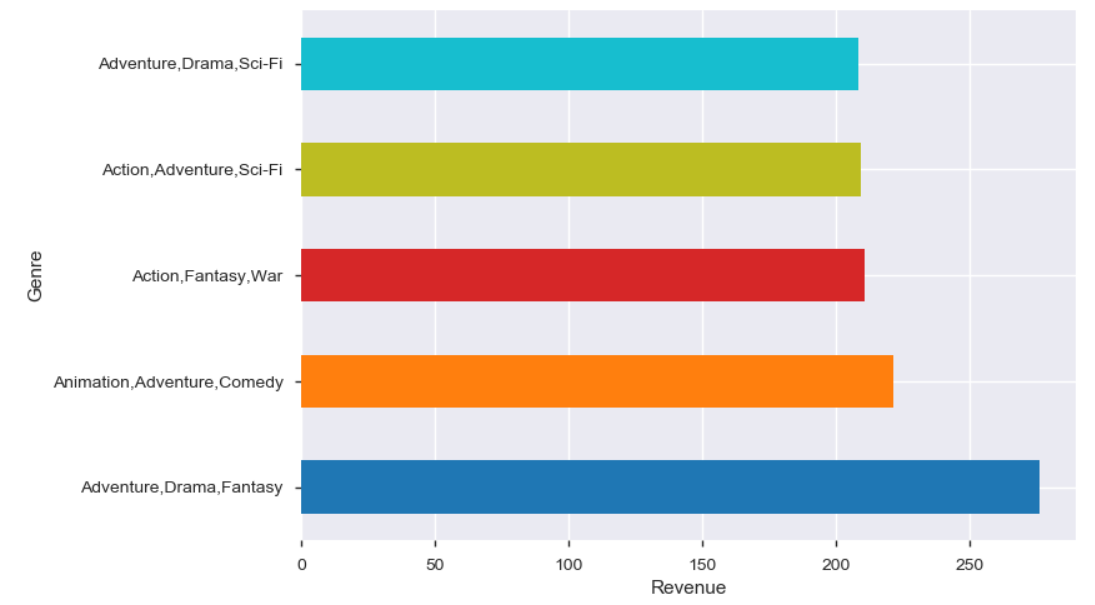 Adventure,Drama,Sci-Fi
Action,Adventure,Sci-Fi
Action,Fantasy,War
Animation,Adventure,Comedy
Adventure,Drama,Fantasy
Genre
0 50 100 150 200 250
Revenue